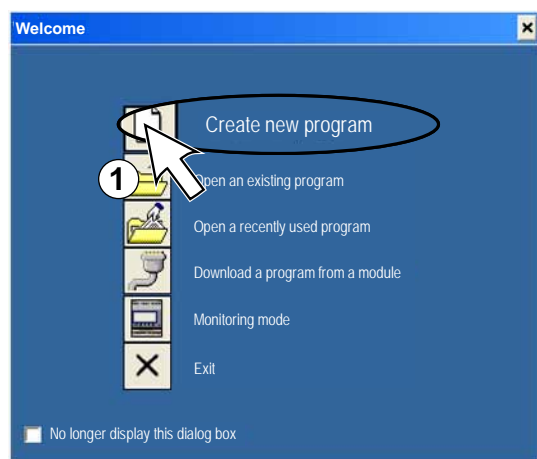 Welcome
Create new program
1
Open an existing program
Open a recently used program
Download a program from a module
Monitoring mode
Exit
No longer display this dialog box